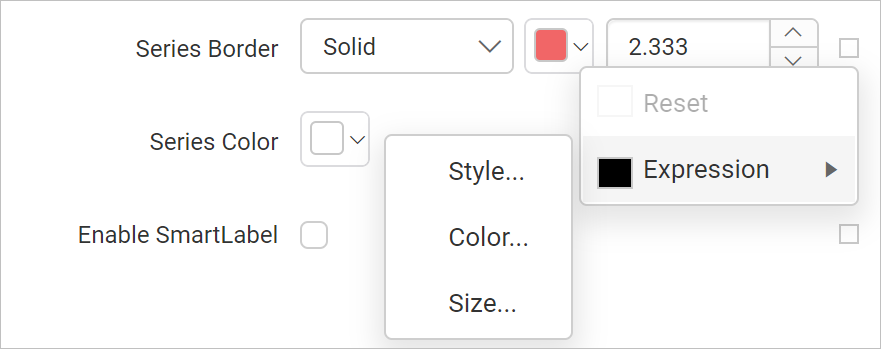 Series Border Solid 2.333
Reset
Series Color
Style...
Expression
Enable SmartLabel
Color...
Size...